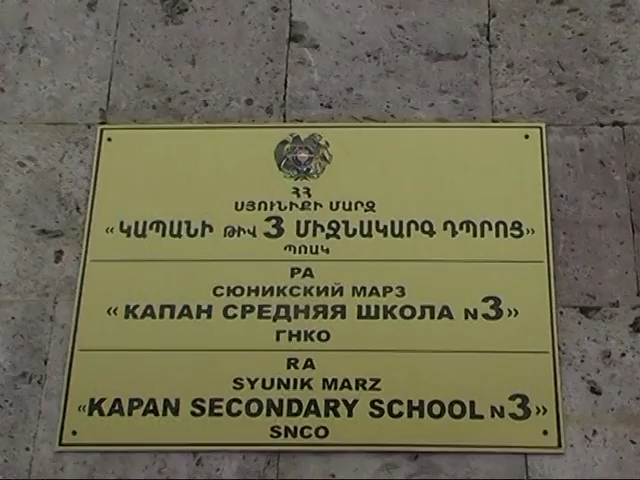 ՀՀ
ՍՅՈՒՆԻՔԻ ՄԱՐԶ
«ԿԱՊԱՆԻ ԹԻՎ 3 ՄԻՋՆԱԿԱՐԳ ԴՊՐՈՑ»
ՊՈԱԿ
РА
СЮНИКСКИЙ МАРЗ
«КАПАН СРЕДНЯЯ ШКОЛА N3»
ГНКО
RA
SYUNIK MARZ
«KAPAN SECONDARY SCHOOL N3»
SNCO